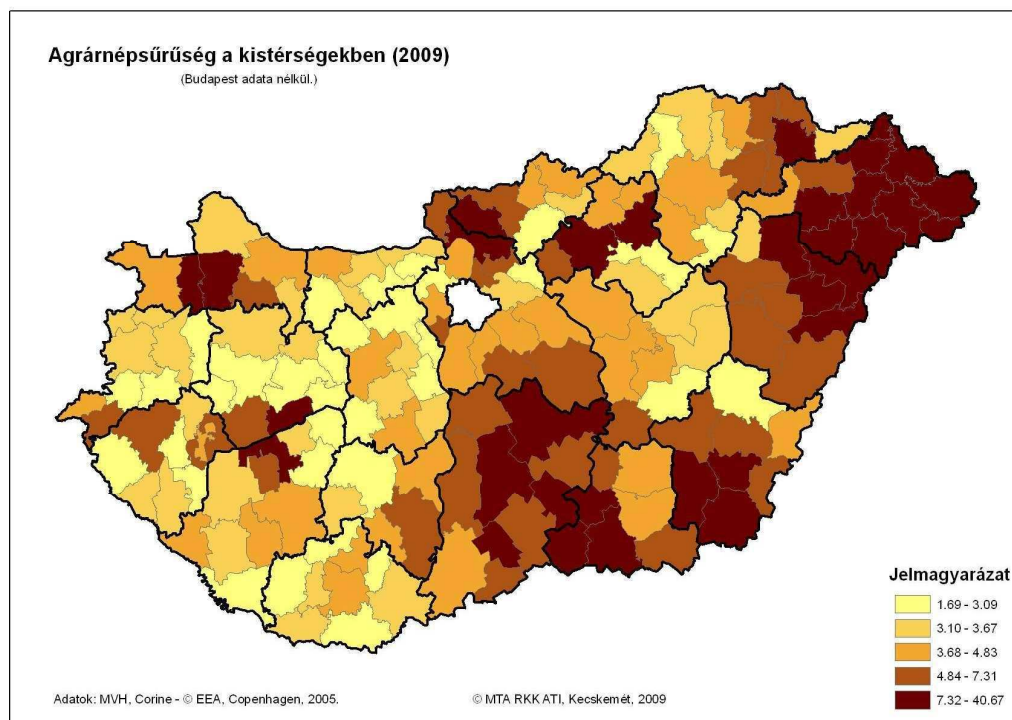 Agrárnépsűrűség a kistérségekben (2009)
(Budapest adata nélkül.)
Jelmagyarázat
1.69 - 3.09
3.10 - 3.67
3.68 - 4.83
4.84 - 7.31
7.32 - 40.67
Adatok: MVH, Corine - © EEA, Copenhagen, 2005.
© MTA RKK ATI, Kecskemét, 2009